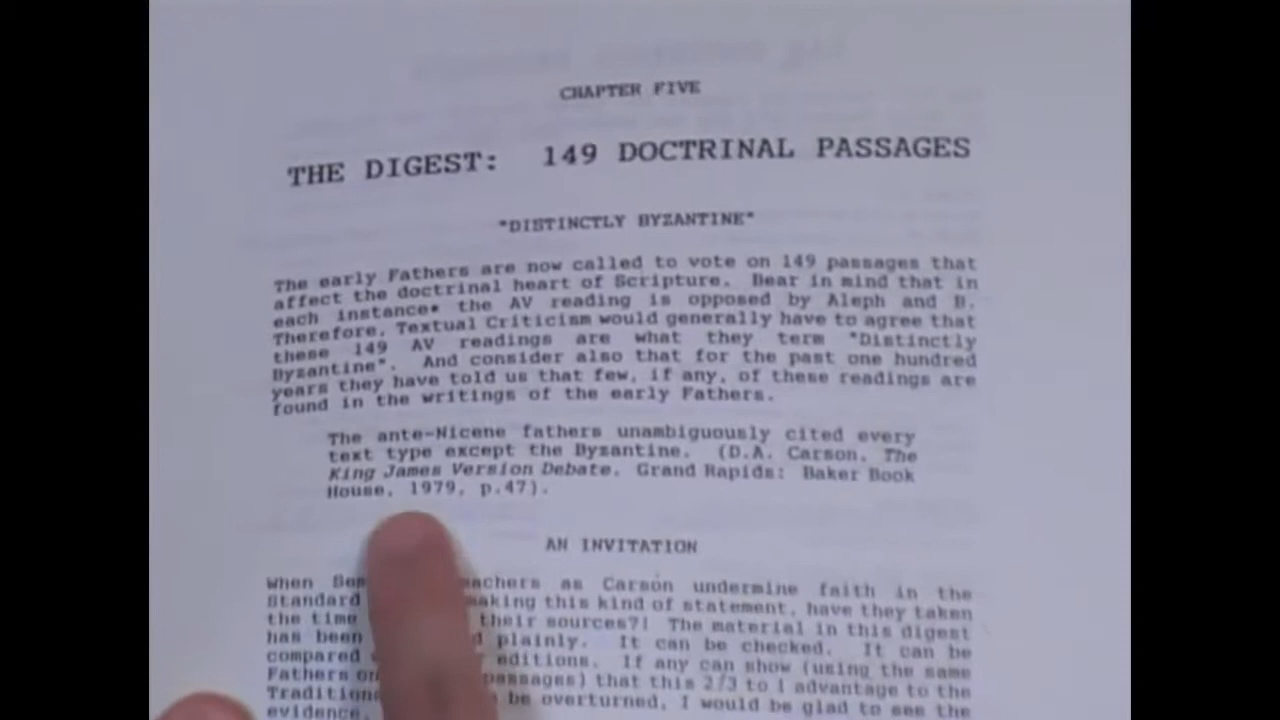 CHAPTER FIVE
THE DIGEST: 149 DOCTRINAL PASSAGES
"DISTINCTLY BYZANTINE"
The early Fathers are now called to vote on 149 passages that
affect the doctrinal heart of Scripture. Bear in mind that in
each instance* the AV reading is opposed by Aleph and B.
Therefore, Textual Criticism would generally have to agree that
these 149 AV readings are what they term "Distinctly
Byzantine". And consider also that for the past one hundred
years they have told us that few, if any, of these readings are
found in the writings of the early Fathers.
The ante-Nicene fathers unambiguously cited every
text type except the Byzantine. (D.A. Carson, The
King James Version Debate, Grand Rapids: Baker Book
House, 1979, p.47).
AN INVITATION
When as Carson undermine faith in the
Standard making this kind of statement, have they taken
the time their sources?! The material in this digest
has been plainly. It can be checked. It can be
compared editions. If any can show (using the same
Fathers on passages) that this 2/3 to 1 advantage to the
be overturned, I would be glad to see the
evidence.